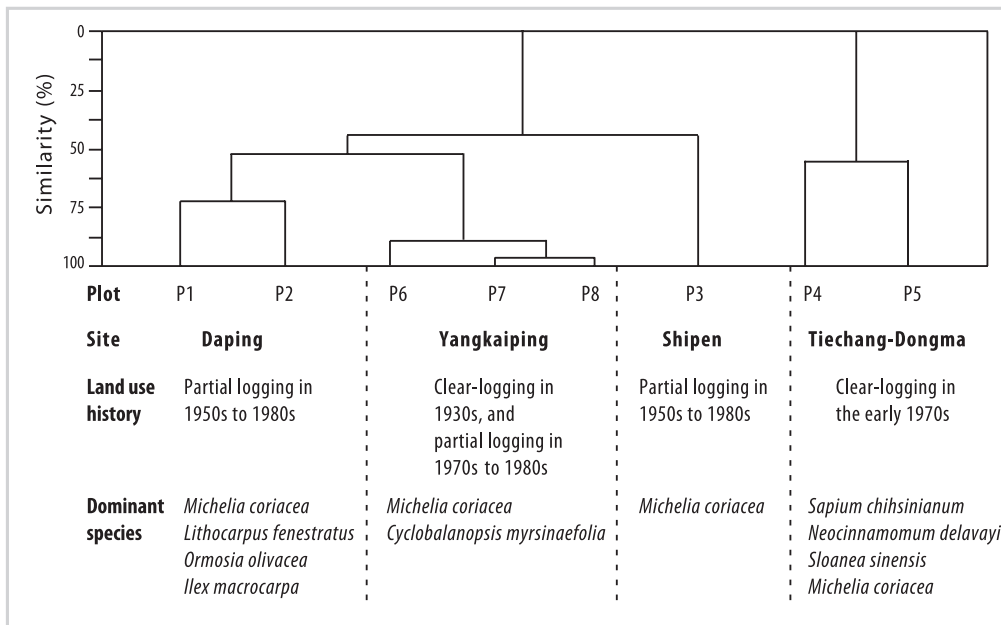 Similarity (%)
0
25
50
75
100
Plot P1 P2 P6 P7 P8 P3 P4 P5
Site Daping Yangkaiping Shipen Tiechang-Dongma
Land use Partial logging in Clear-logging in Partial logging in Clear-logging in
history 1950s to 1980s 1930s, and 1950s to 1980s the early 1970s
partial logging in
1970s to 1980s
Dominant Michelia coriacea Michelia coriacea Michelia coriacea Sapium chihsinianum
species Lithocarpus fenestratus Cyclobalanopsis myrsinaefolia Neocinnamomum delavayi
Ormosia olivacea Sloanea sinensis
Ilex macrocarpa Michelia coriacea